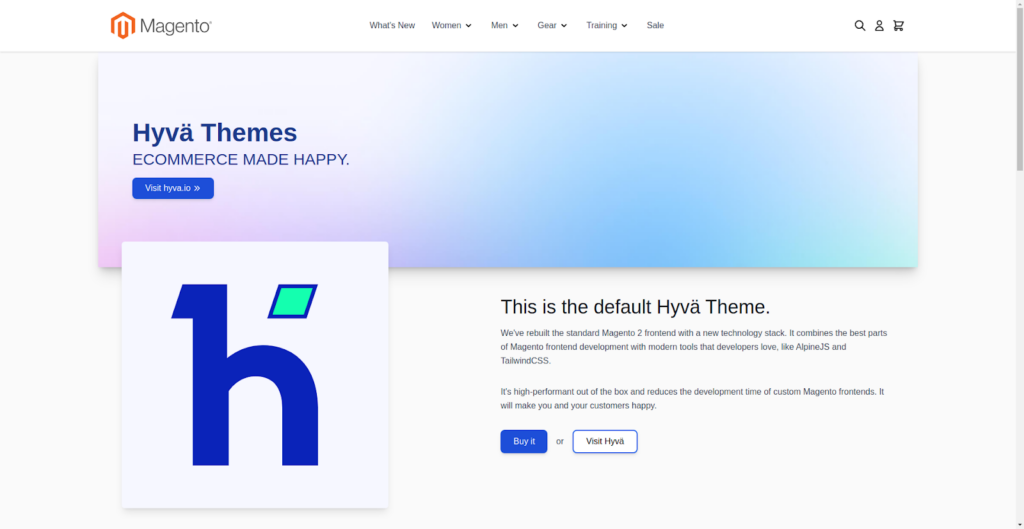 Magento®
What's New
Women
Men
Gear
Training
Sale
Hyvä Themes
ECOMMERCE MADE HAPPY.
Visit hyva.io »
This is the default Hyvä Theme.
We've rebuilt the standard Magento 2 frontend with a new technology stack. It combines the best parts
of Magento frontend development with modern tools that developers love, like AlpineJS and
TailwindCSS.
It's high-performant out of the box and reduces the development time of custom Magento frontends. It
will make you and your customers happy.
Buy it
or
Visit Hyvä